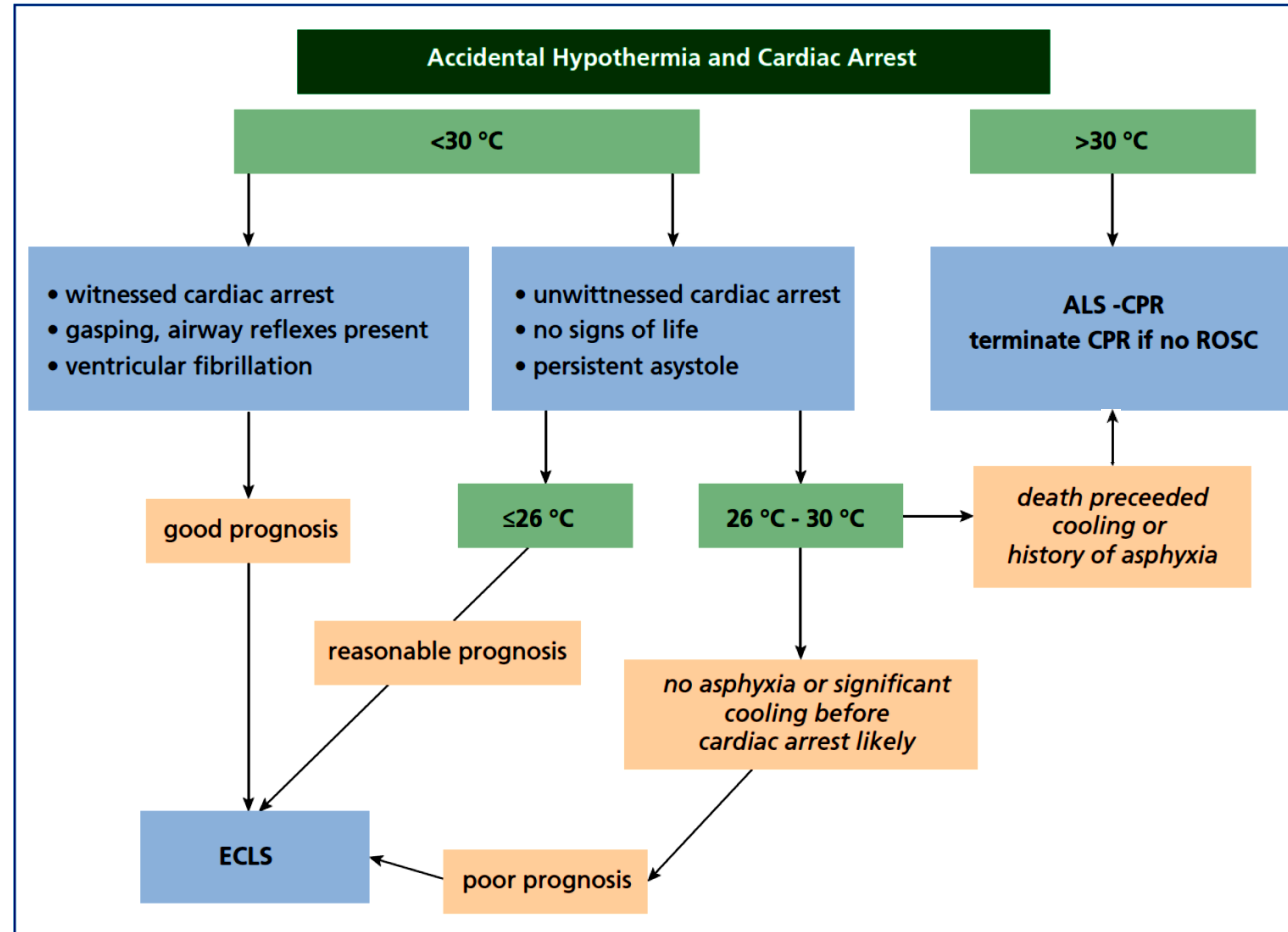 Accidental Hypothermia and Cardiac Arrest
<30 °C
>30 °C
• witnessed cardiac arrest
• gasping, airway reflexes present
• ventricular fibrillation
• unwittnessed cardiac arrest
• no signs of life
• persistent asystole
ALS -CPR
terminate CPR if no ROSC
good prognosis
≤26 °C
26 °C - 30 °C
death preceeded
cooling or
history of asphyxia
reasonable prognosis
no asphyxia or significant
cooling before
cardiac arrest likely
ECLS
poor prognosis